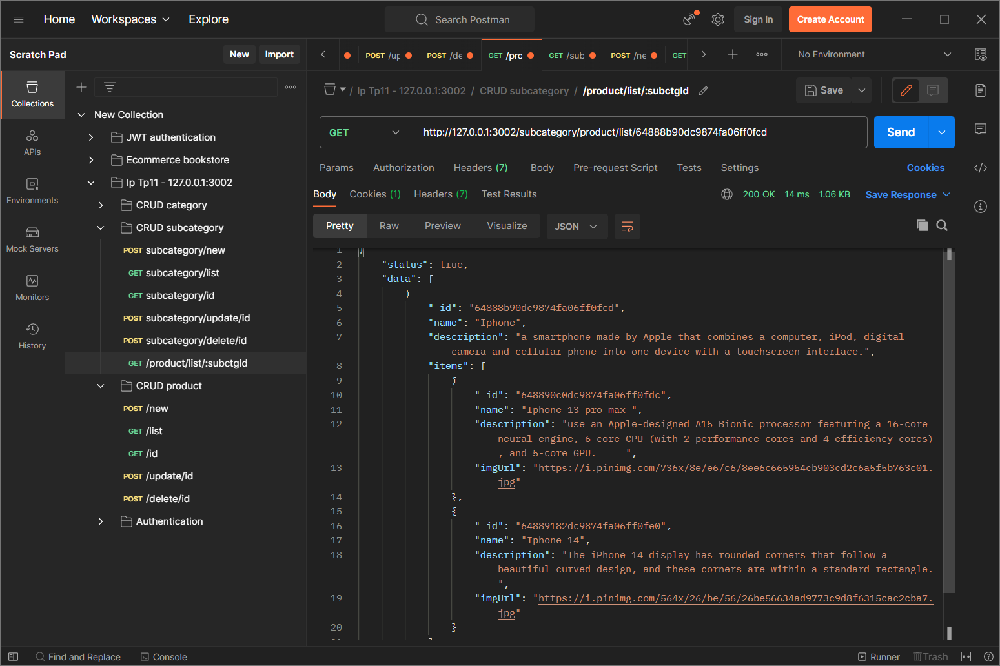 Home Workspaces Explore Search Postman Sign In Create Account
Scratch Pad New Import
POST /up POST /de GET /pro GET /sub POST /ne GET No Environment
Collections
APIs
Environments
Mock Servers
Monitors
History
New Collection
JWT authentication
Ecommerce bookstore
Ip Tp11 - 127.0.0.1:3002
CRUD category
CRUD subcategory
POST subcategory/new
GET subcategory/list
GET subcategory/id
POST subcategory/update/id
POST subcategory/delete/id
GET /product/list/:subctgId
CRUD product
POST /new
GET /list
GET /id
POST /update/id
POST /delete/id
Authentication
/ Ip Tp11 - 127.0.0.1:3002 / CRUD subcategory / /product/list/:subctgId Save
GET http://127.0.0.1:3002/subcategory/product/list/64888b90dc9874fa06ff0fcd Send
Params Authorization Headers (7) Body Pre-request Script Tests Settings Cookies
Body Cookies (1) Headers (7) Test Results 200 OK 14 ms 1.06 KB Save Response
Pretty Raw Preview Visualize JSON
1 {
2 "status": true,
3 "data": [
4 {
5 "_id": "64888b90dc9874fa06ff0fcd",
6 "name": "Iphone",
7 "description": "a smartphone made by Apple that combines a computer, iPod, digital
camera and cellular phone into one device with a touchscreen interface.",
8 "items": [
9 {
10 "_id": "648890c0dc9874fa06ff0fdc",
11 "name": "Iphone 13 pro max ",
12 "description": "use an Apple-designed A15 Bionic processor featuring a 16-core
neural engine, 6-core CPU (with 2 performance cores and 4 efficiency cores)
, and 5-core GPU.      ",
13 "imgUrl": "https://i.pinimg.com/736x/8e/e6/c6/8ee6c665954cb903cd2c6a5f5b763c01.
jpg"
14 },
15 {
16 "_id": "64889182dc9874fa06ff0fe0",
17 "name": "Iphone 14",
18 "description": "The iPhone 14 display has rounded corners that follow a
beautiful curved design, and these corners are within a standard rectangle.
",
19 "imgUrl": "https://i.pinimg.com/564x/26/be/56/26be56634ad9773c9d8f6315cac2cba7.
jpg"
20 }
Find and Replace Console Runner Trash